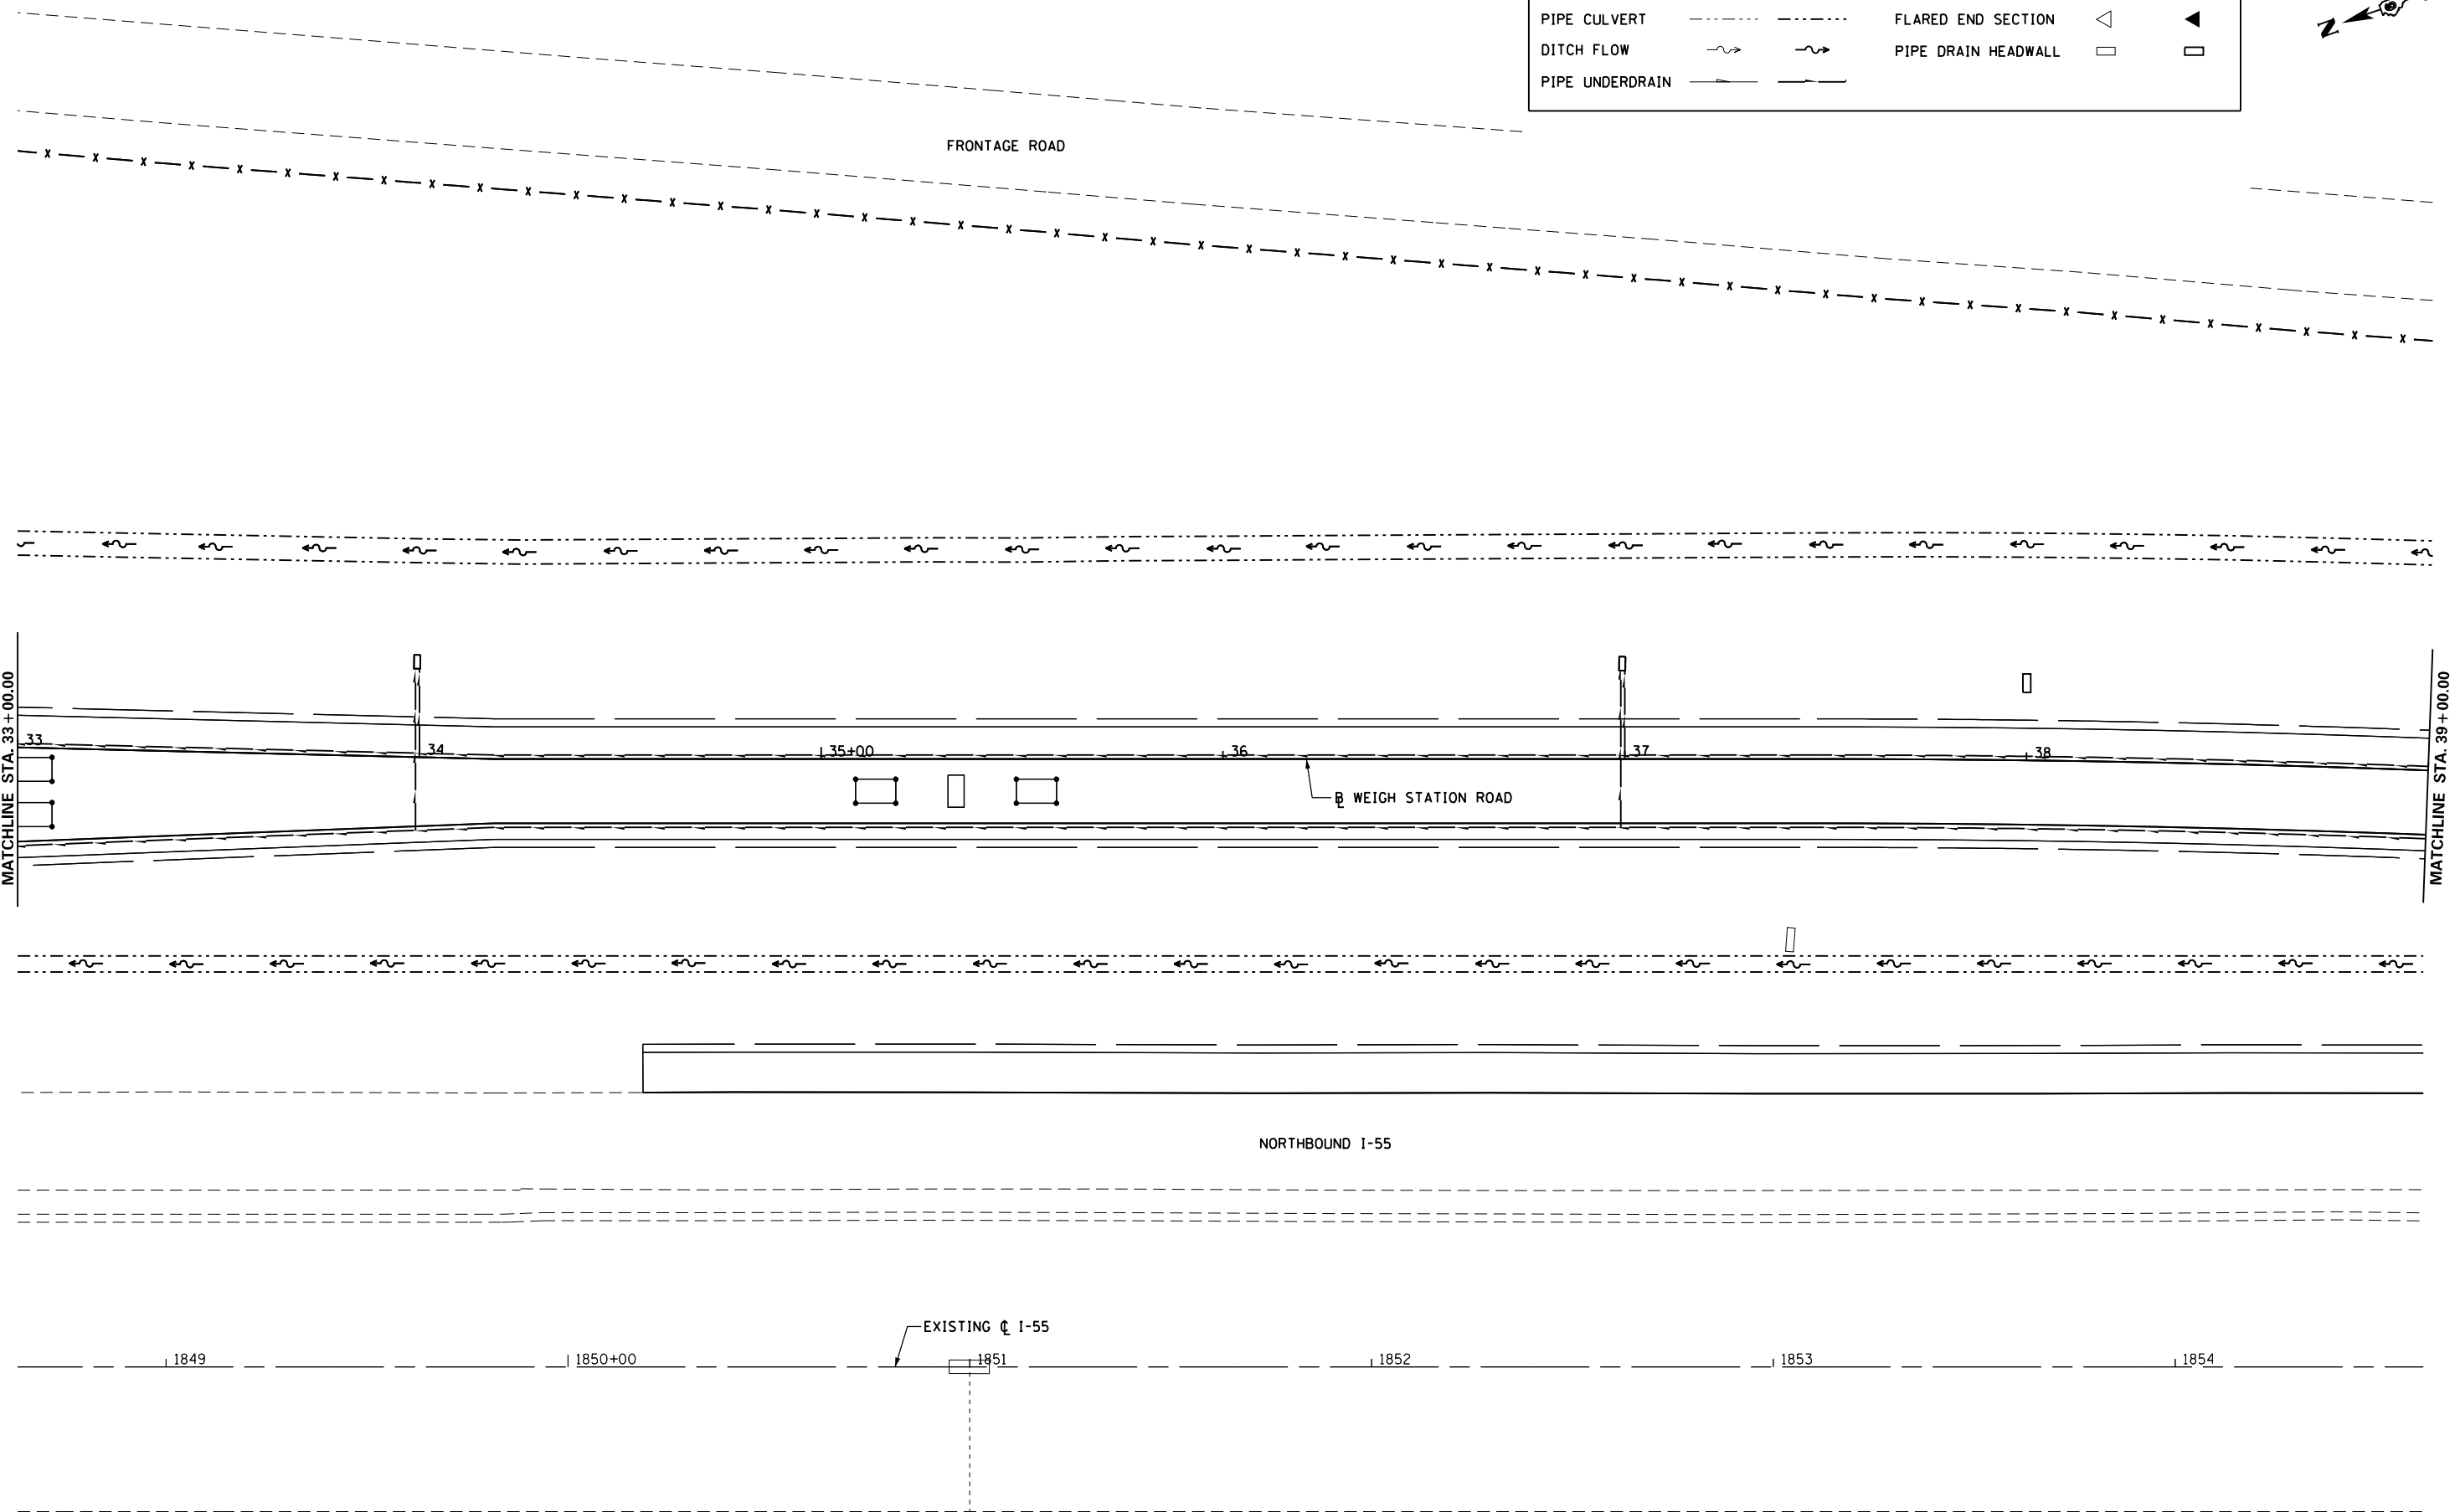 PIPE CULVERT
FLARED END SECTION
DITCH FLOW
PIPE DRAIN HEADWALL
PIPE UNDERDRAIN
N
FRONTAGE ROAD
MATCHLINE STA. 33+00.00
MATCHLINE STA. 39+00.00
33
34
35+00
36
37
38
BL WEIGH STATION ROAD
NORTHBOUND I-55
EXISTING CL I-55
1849
1850+00
1851
1852
1853
1854